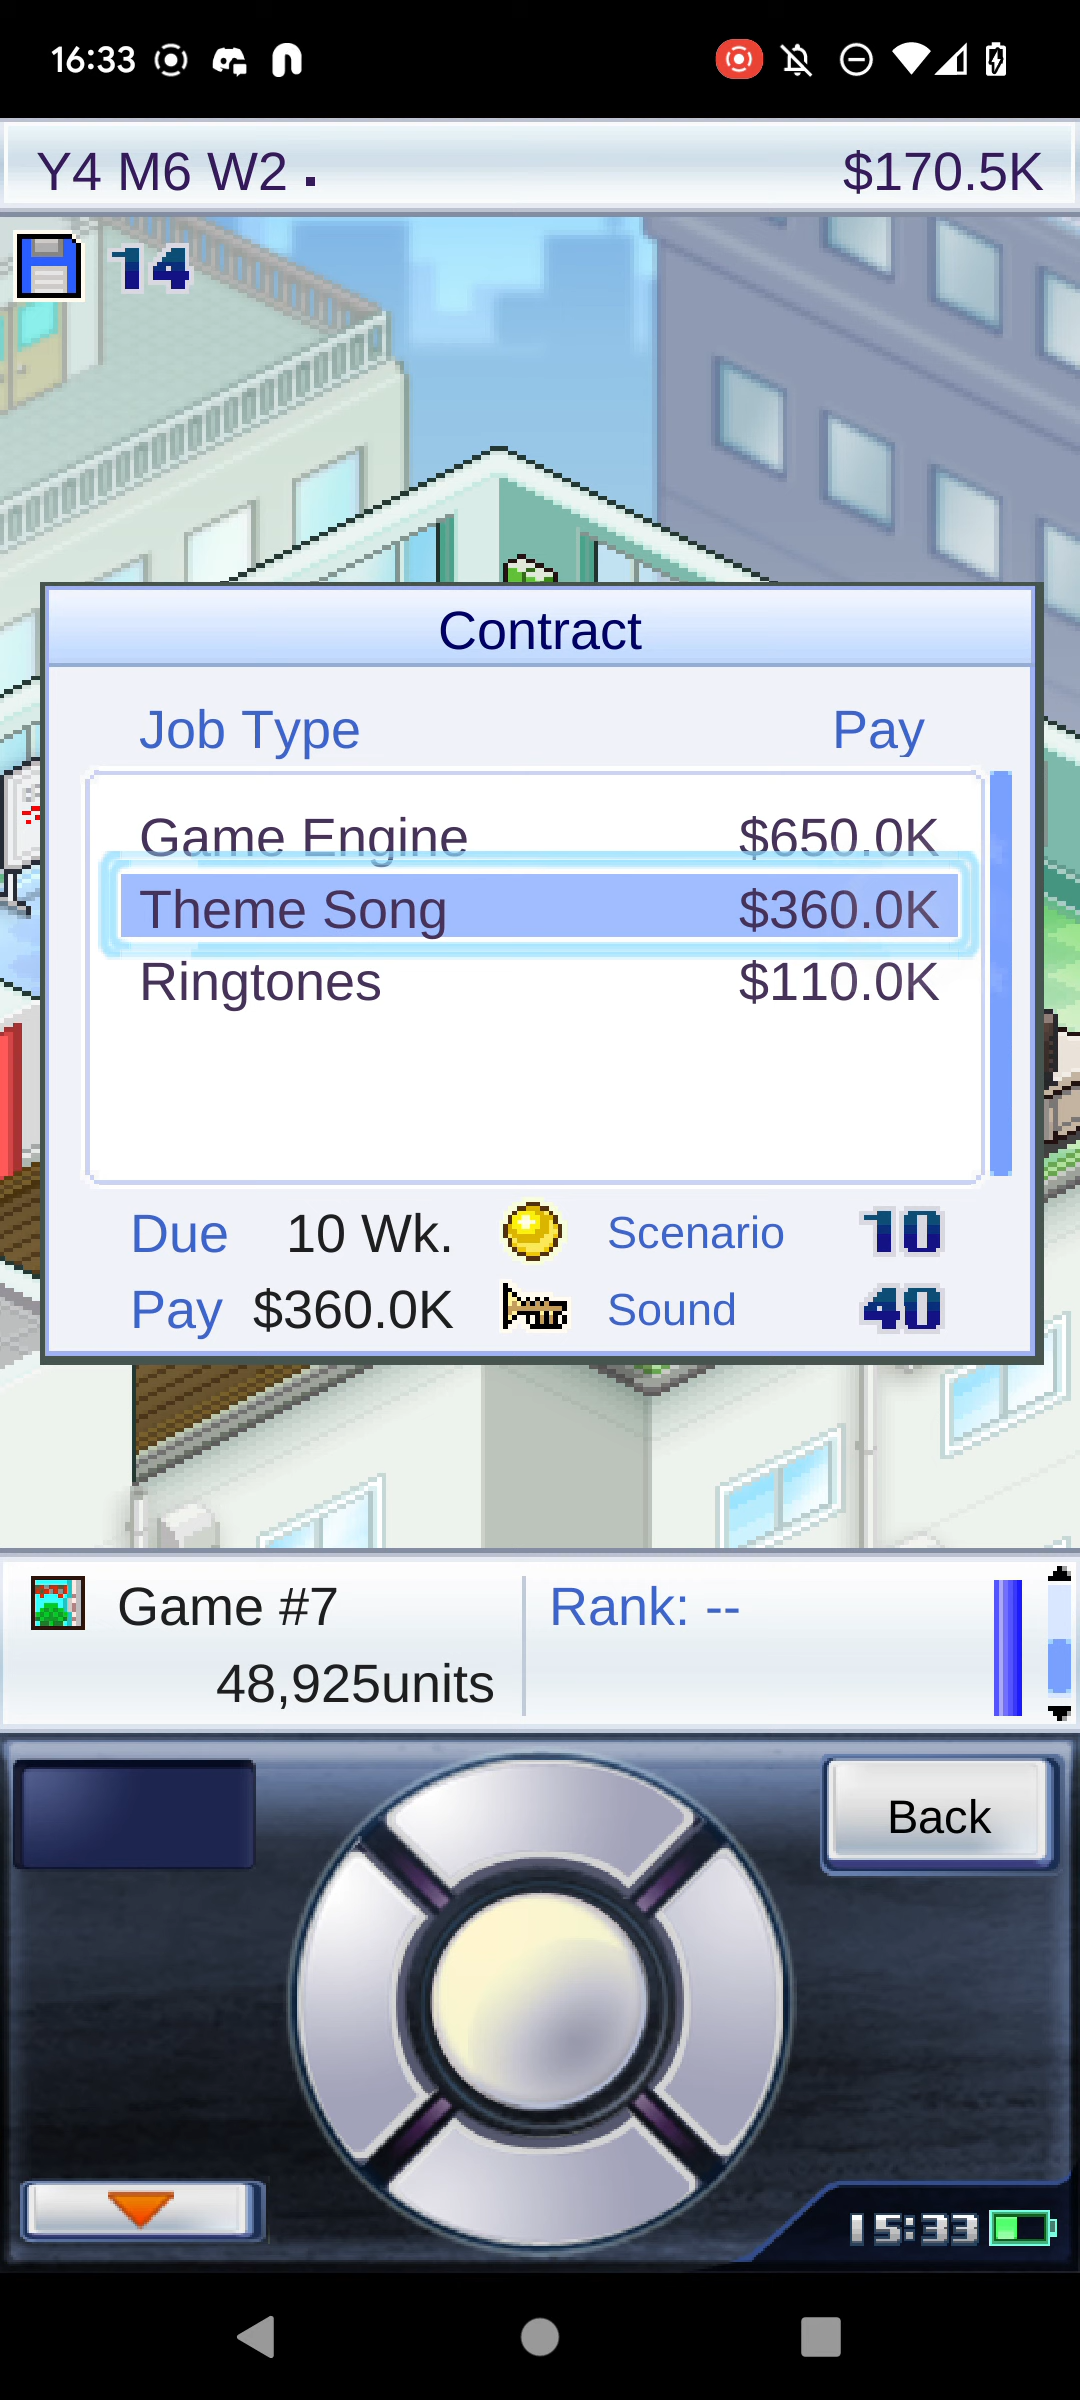 16:33
Y4 M6 W2 . $170.5K
14
Contract
Job Type Pay
Game Engine $650.0K
Theme Song $360.0K
Ringtones $110.0K
Due 10 Wk. Scenario 10
Pay $360.0K Sound 40
Game #7 Rank: --
48,925units
Back
15:33